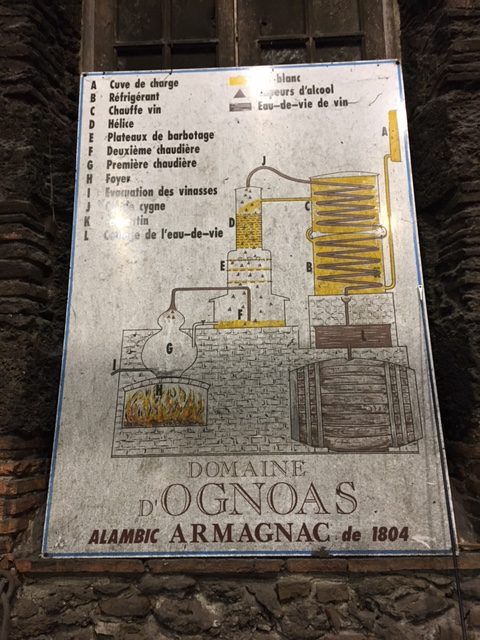 A Cuve de charge
B Réfrigérant
C Chauffe vin
D Hélice
E Plateaux de barbotage
F Deuxième chaudière
G Première chaudière
H Foyer
I Evacuation des vinasses
J cygne
K
L de l'eau-de-vie
blanc
d'alcool
Eau-de-vie de vin
A
J
C
D
E
B
F
G
L
I
H
DOMAINE
D'OGNOAS
ALAMBIC ARMAGNAC de 1804